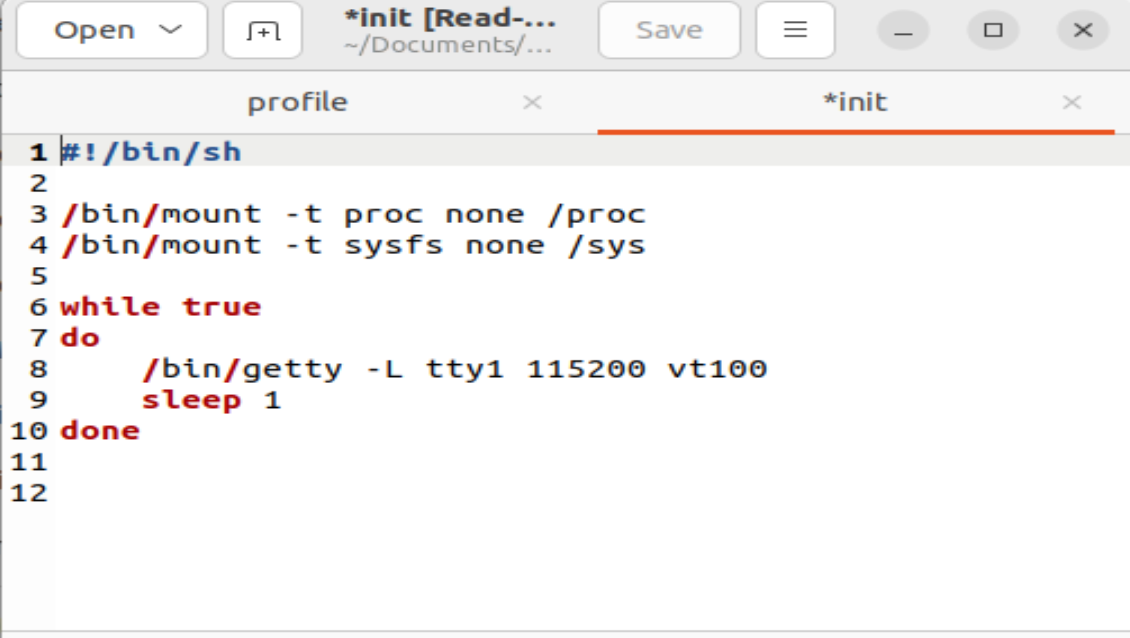 Open
*init [Read-...
~/Documents/...
Save
profile
*init
1 #!/bin/sh
2
3 /bin/mount -t proc none /proc
4 /bin/mount -t sysfs none /sys
5
6 while true
7 do
8     /bin/getty -L tty1 115200 vt100
9     sleep 1
10 done
11
12